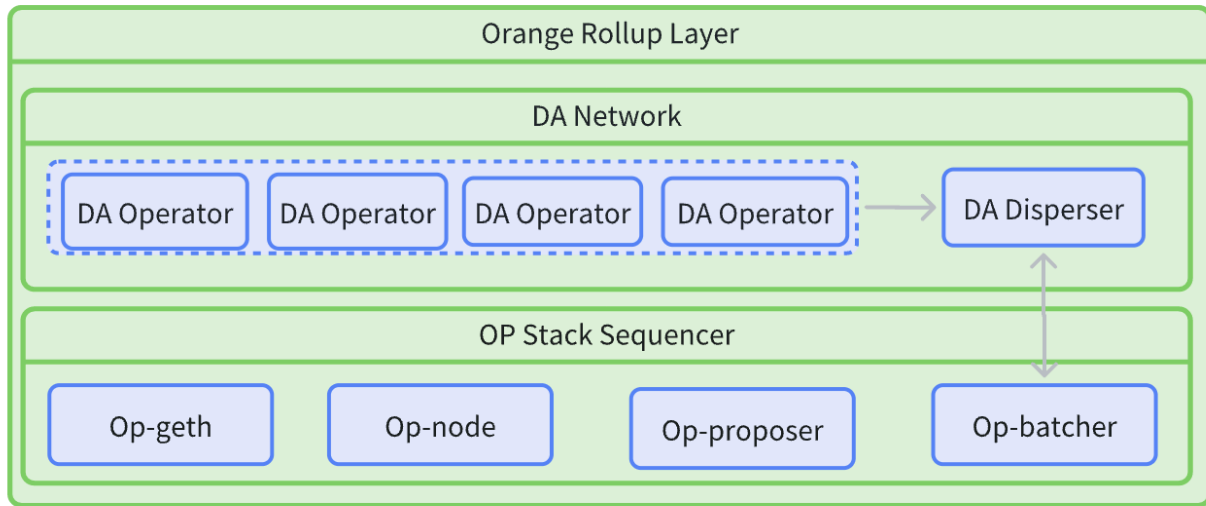 Orange Rollup Layer
DA Network
DA Operator DA Operator DA Operator DA Operator DA Disperser
OP Stack Sequencer
Op-geth Op-node Op-proposer Op-batcher